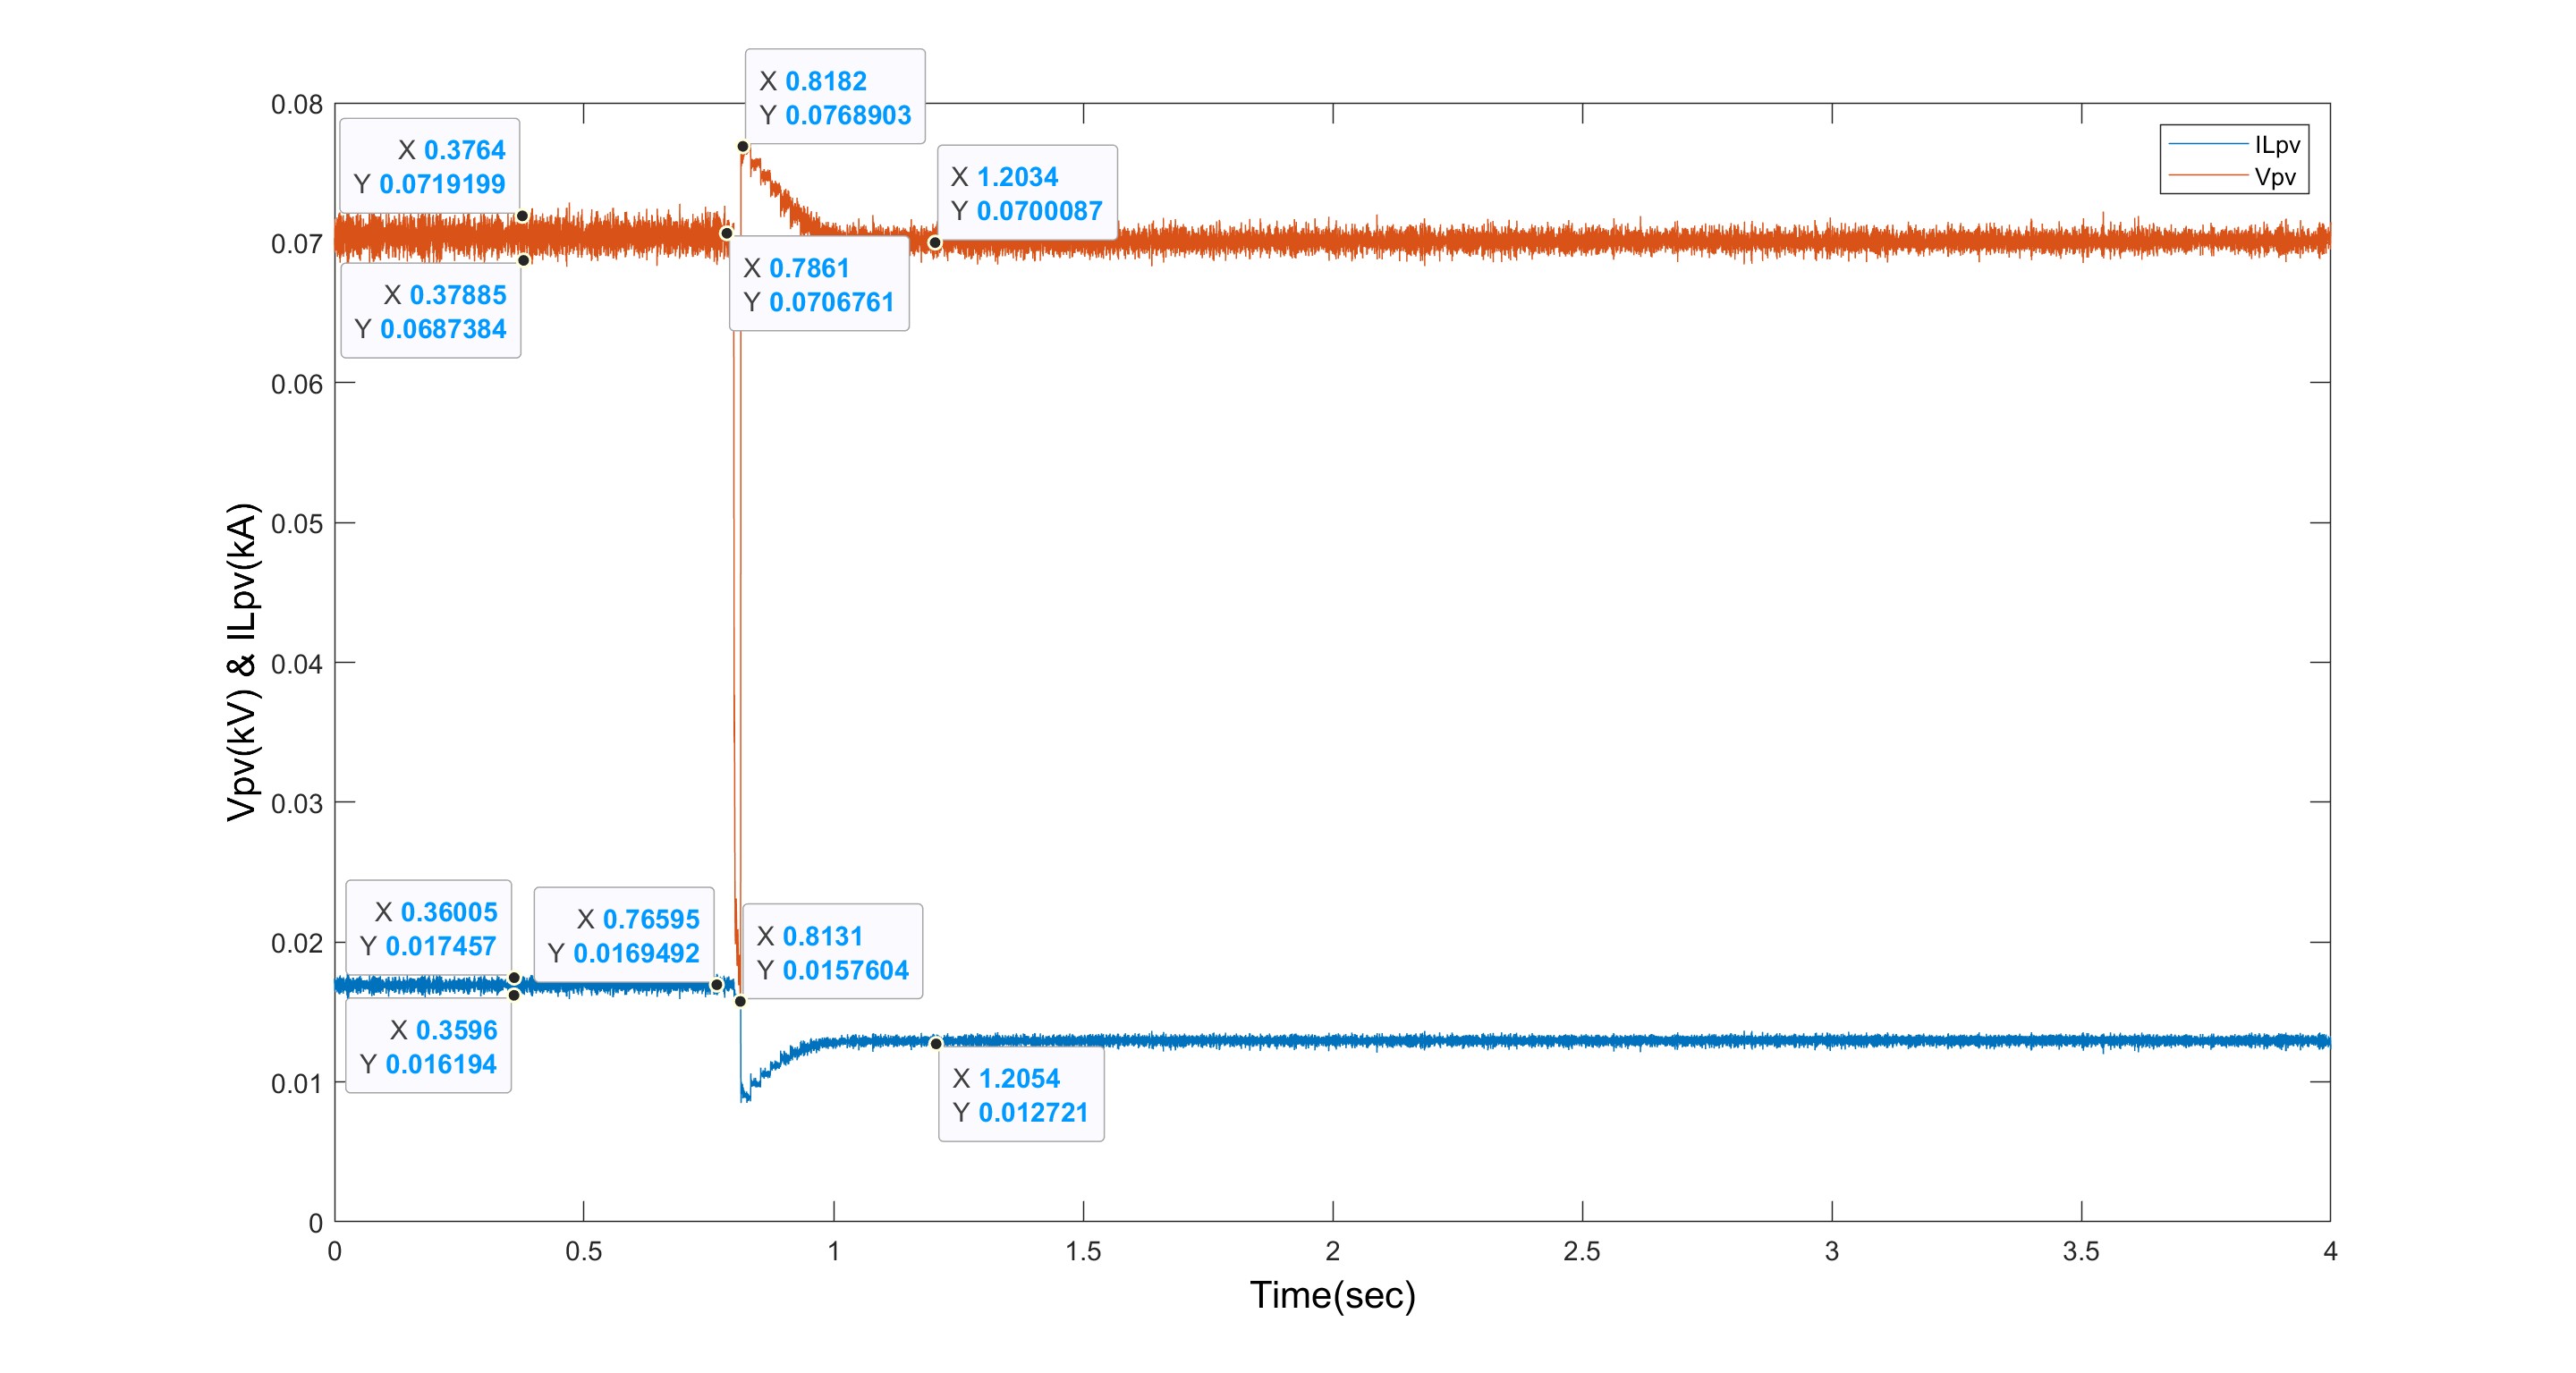 X 0.8182
Y 0.0768903
0.08
X 0.3764
Y 0.0719199
ILpv
Vpv
X 1.2034
Y 0.0700087
0.07
X 0.7861
Y 0.0706761
X 0.37885
Y 0.0687384
0.06
0.05
Vpv(kV) & ILpv(kA)
0.04
0.03
X 0.36005
Y 0.017457
X 0.76595
Y 0.0169492
X 0.8131
Y 0.0157604
0.02
X 0.3596
Y 0.016194
0.01
X 1.2054
Y 0.012721
0
0 0.5 1 1.5 2 2.5 3 3.5 4
Time(sec)